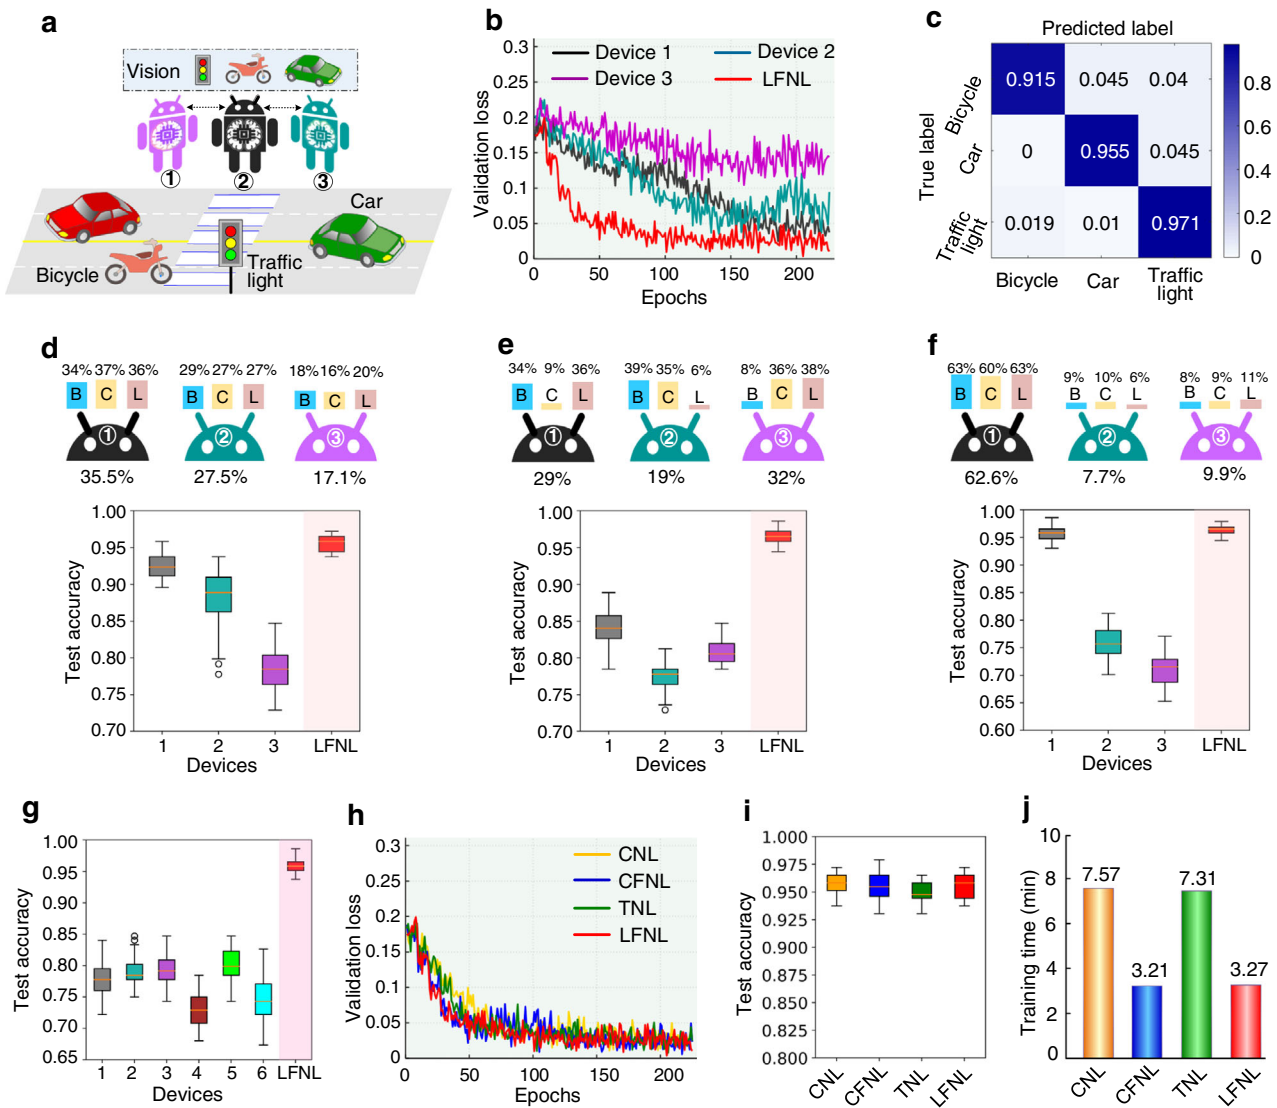 a
Vision
1 2 3
Car
Bicycle
Traffic
light
b
0.3
0.25
0.2
0.15
0.1
0.05
0
Validation loss
Device 1
Device 2
Device 3
LFNL
0 50 100 150 200
Epochs
c
Predicted label
True label
Bicycle
Car
Traffic
light
0.915 0.045 0.04
0 0.955 0.045
0.019 0.01 0.971
Bicycle Car Traffic
light
0.8
0.6
0.4
0.2
0
d
34% 37% 36% 29% 27% 27% 18% 16% 20%
B C L B C L B C L
1 2 3
35.5% 27.5% 17.1%
1.00
0.95
0.90
0.85
0.80
0.75
0.70
Test accuracy
1 2 3 LFNL
Devices
e
34% 9% 36% 39% 35% 6% 8% 36% 38%
B C L B C L B C L
1 2 3
29% 19% 32%
1.00
0.95
0.90
0.85
0.80
0.75
0.70
Test accuracy
1 2 3 LFNL
Devices
f
63% 60% 63% 9% 10% 6% 8% 9% 11%
B C L B C L B C L
1 2 3
62.6% 7.7% 9.9%
1.00
0.95
0.90
0.85
0.80
0.75
0.70
0.65
0.60
Test accuracy
1 2 3 LFNL
Devices
g
1.00
0.95
0.90
0.85
0.80
0.75
0.70
0.65
Test accuracy
1 2 3 4 5 6 LFNL
Devices
h
0.3
0.25
0.2
0.15
0.1
0.05
0
Validation loss
CNL
CFNL
TNL
LFNL
0 50 100 150 200
Epochs
i
1.000
0.975
0.950
0.925
0.900
0.875
0.850
0.825
0.800
Test accuracy
CNL CFNL TNL LFNL
j
10
8
6
4
2
0
Training time (min)
7.57 3.21 7.31 3.27
CNL CFNL TNL LFNL